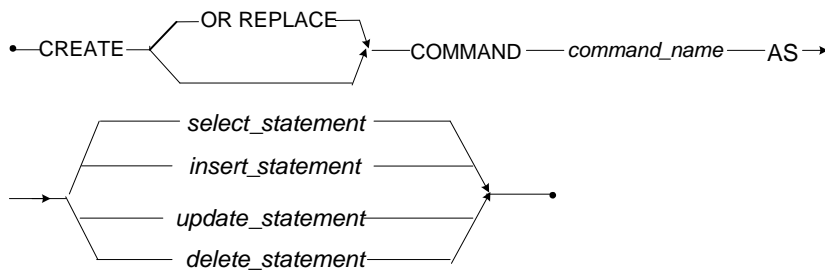 OR REPLACE
CREATE COMMAND command_name AS
select_statement
insert_statement
update_statement
delete_statement